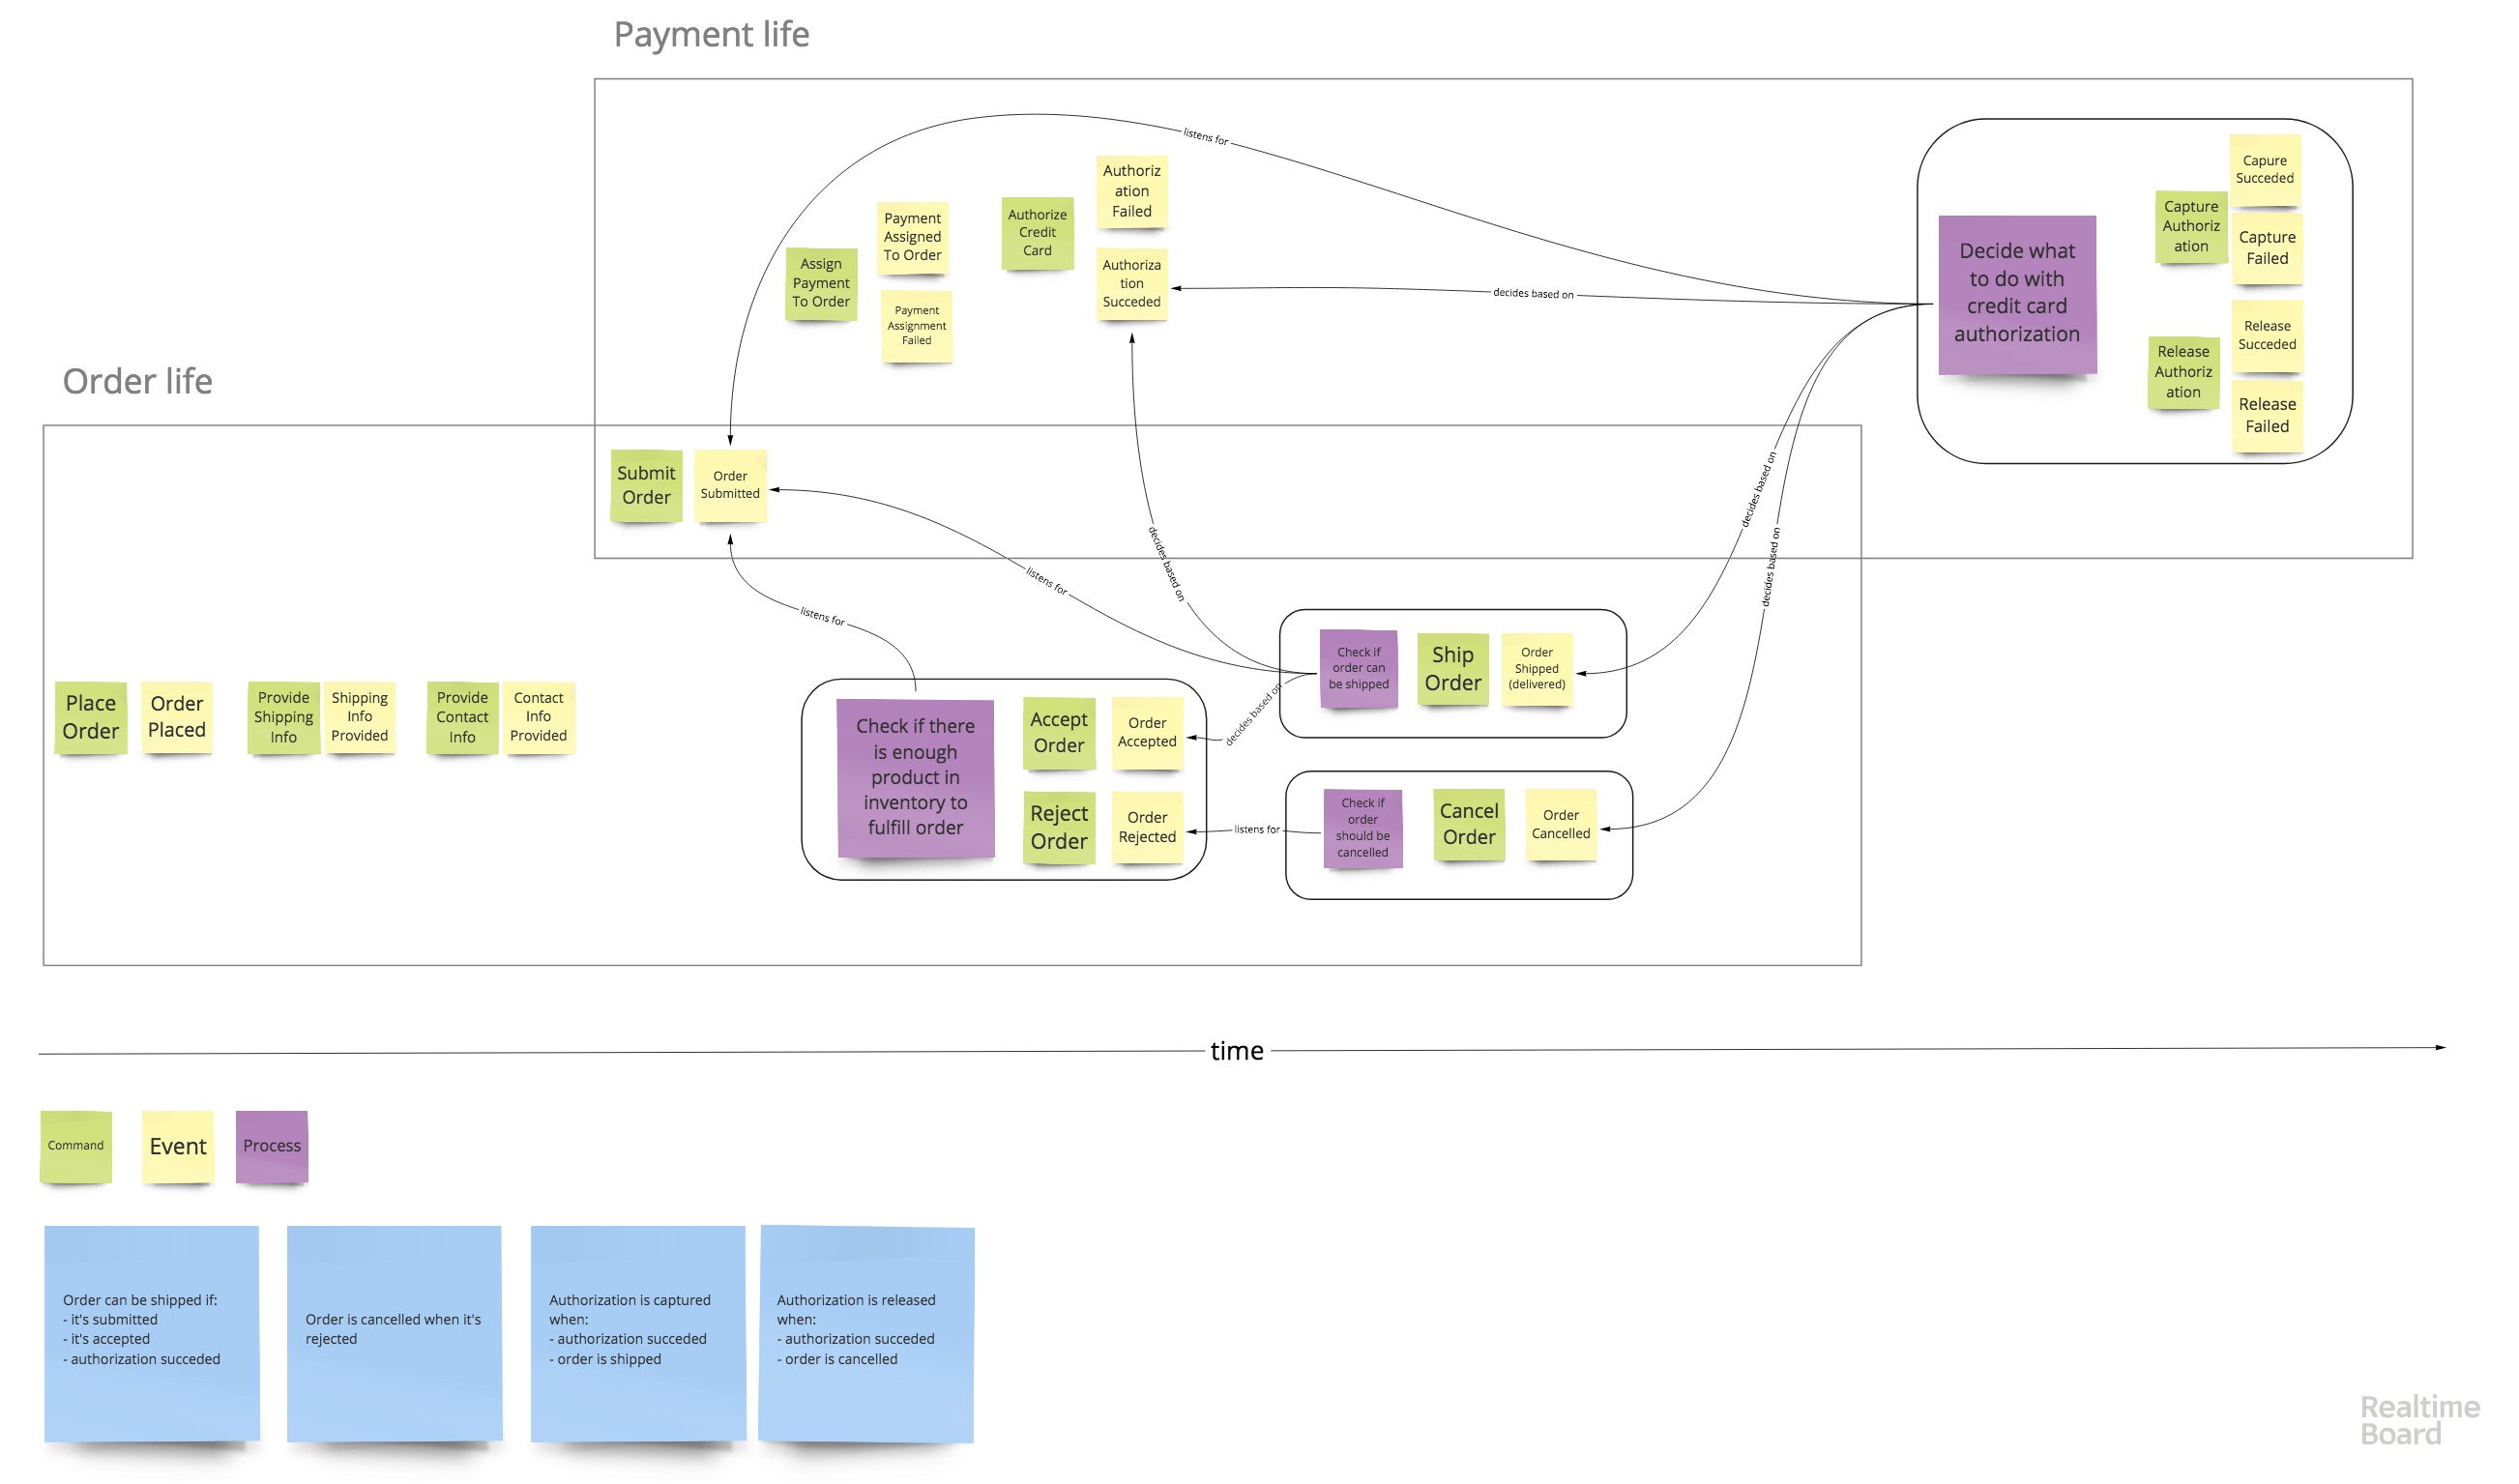 Payment life
listens for
Authoriz
ation
Failed
Capure
Succeded
Authorize
Credit
Card
Payment
Assigned
To Order
Capture
Authoriz
ation
Capture
Failed
Assign
Payment
To Order
Authoriza
tion
Succeded
decides based on
Decide what
to do with
credit card
authorization
Payment
Assignment
Failed
Release
Succeded
Release
Authoriz
ation
Release
Failed
Order life
Submit
Order
Order
Submitted
decides based on
decides based on
decides based on
listens for
listens for
Check if
order can
be shipped
Ship
Order
Order
Shipped
(delivered)
Place
Order
Order
Placed
Provide
Shipping
Info
Shipping
Info
Provided
Provide
Contact
Info
Contact
Info
Provided
Check if there
is enough
product in
inventory to
fulfill order
Accept
Order
Order
Accepted
decides based on
Reject
Order
Order
Rejected
listens for
Check if
order
should be
cancelled
Cancel
Order
Order
Cancelled
time
Command
Event
Process
Order can be shipped if:
- it's submitted
- it's accepted
- authorization succeded
Order is cancelled when it's
rejected
Authorization is captured
when:
- authorization succeded
- order is shipped
Authorization is released
when:
- authorization succeded
- order is cancelled
Realtime
Board